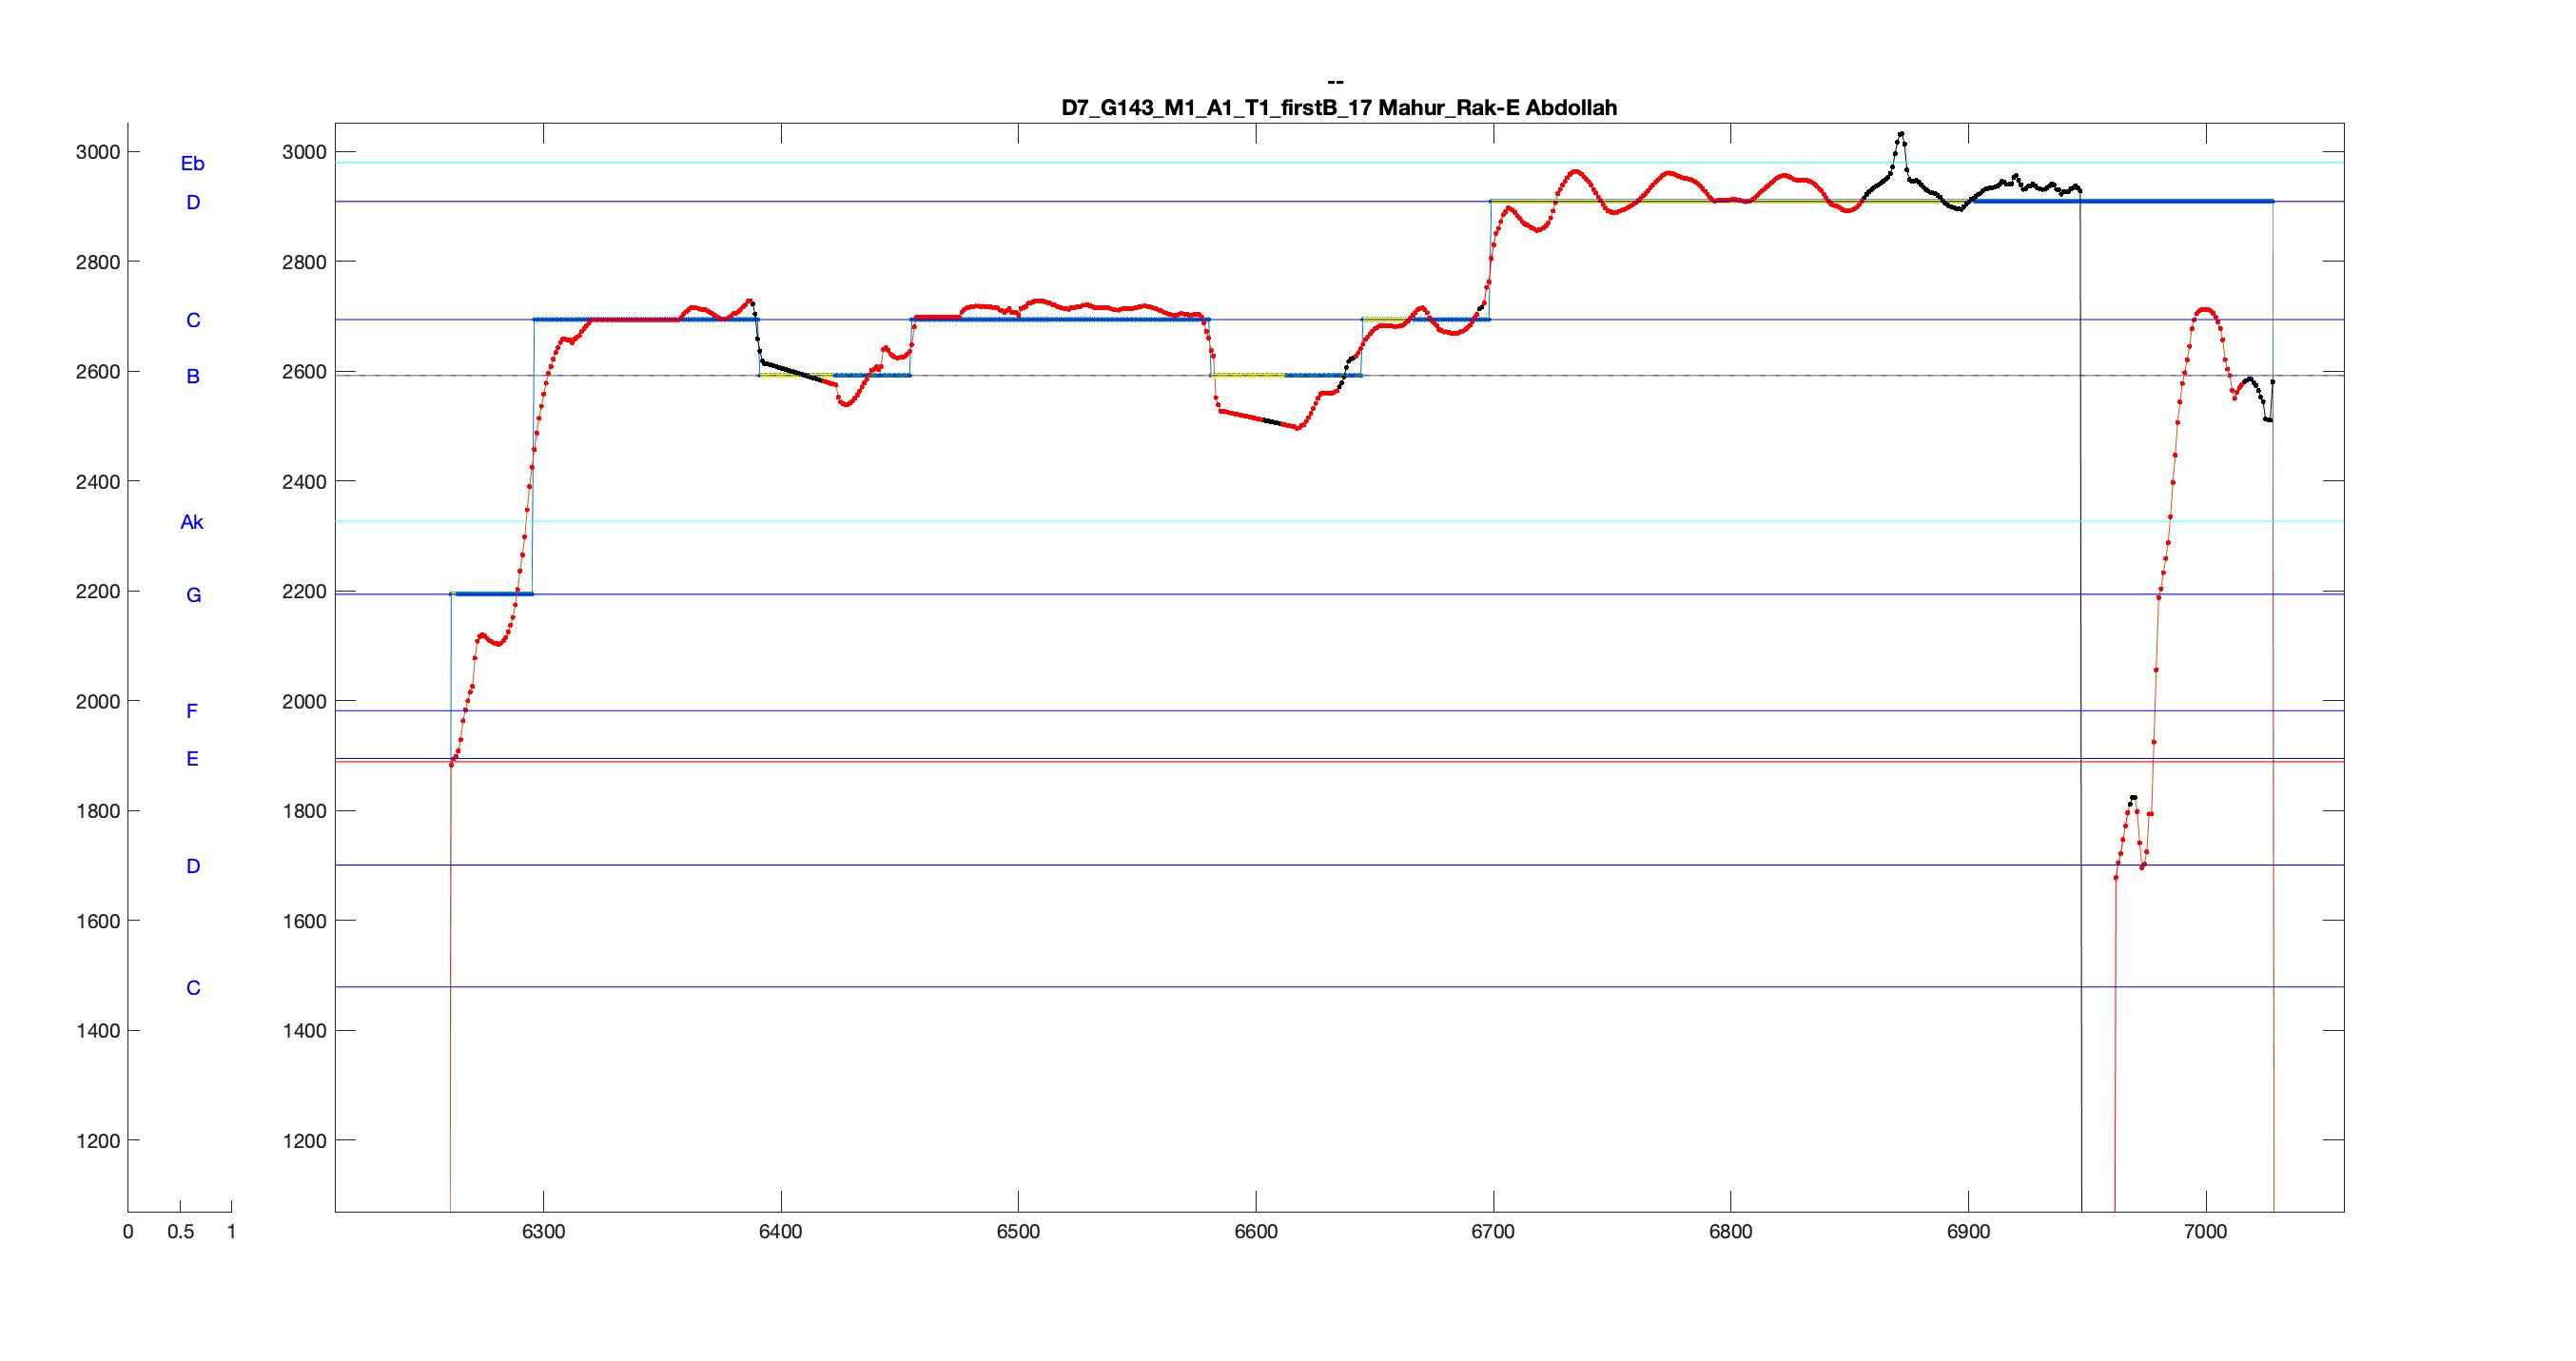 --
D7_G143_M1_A1_T1_firstB_17 Mahur_Rak-E Abdollah
3000 Eb 3000
D
2800 2800
C
2600 B 2600
2400 2400
Ak
2200 G 2200
2000 F 2000
E
1800 1800
D
1600 1600
C
1400 1400
1200 1200
0 0.5 1 6300 6400 6500 6600 6700 6800 6900 7000